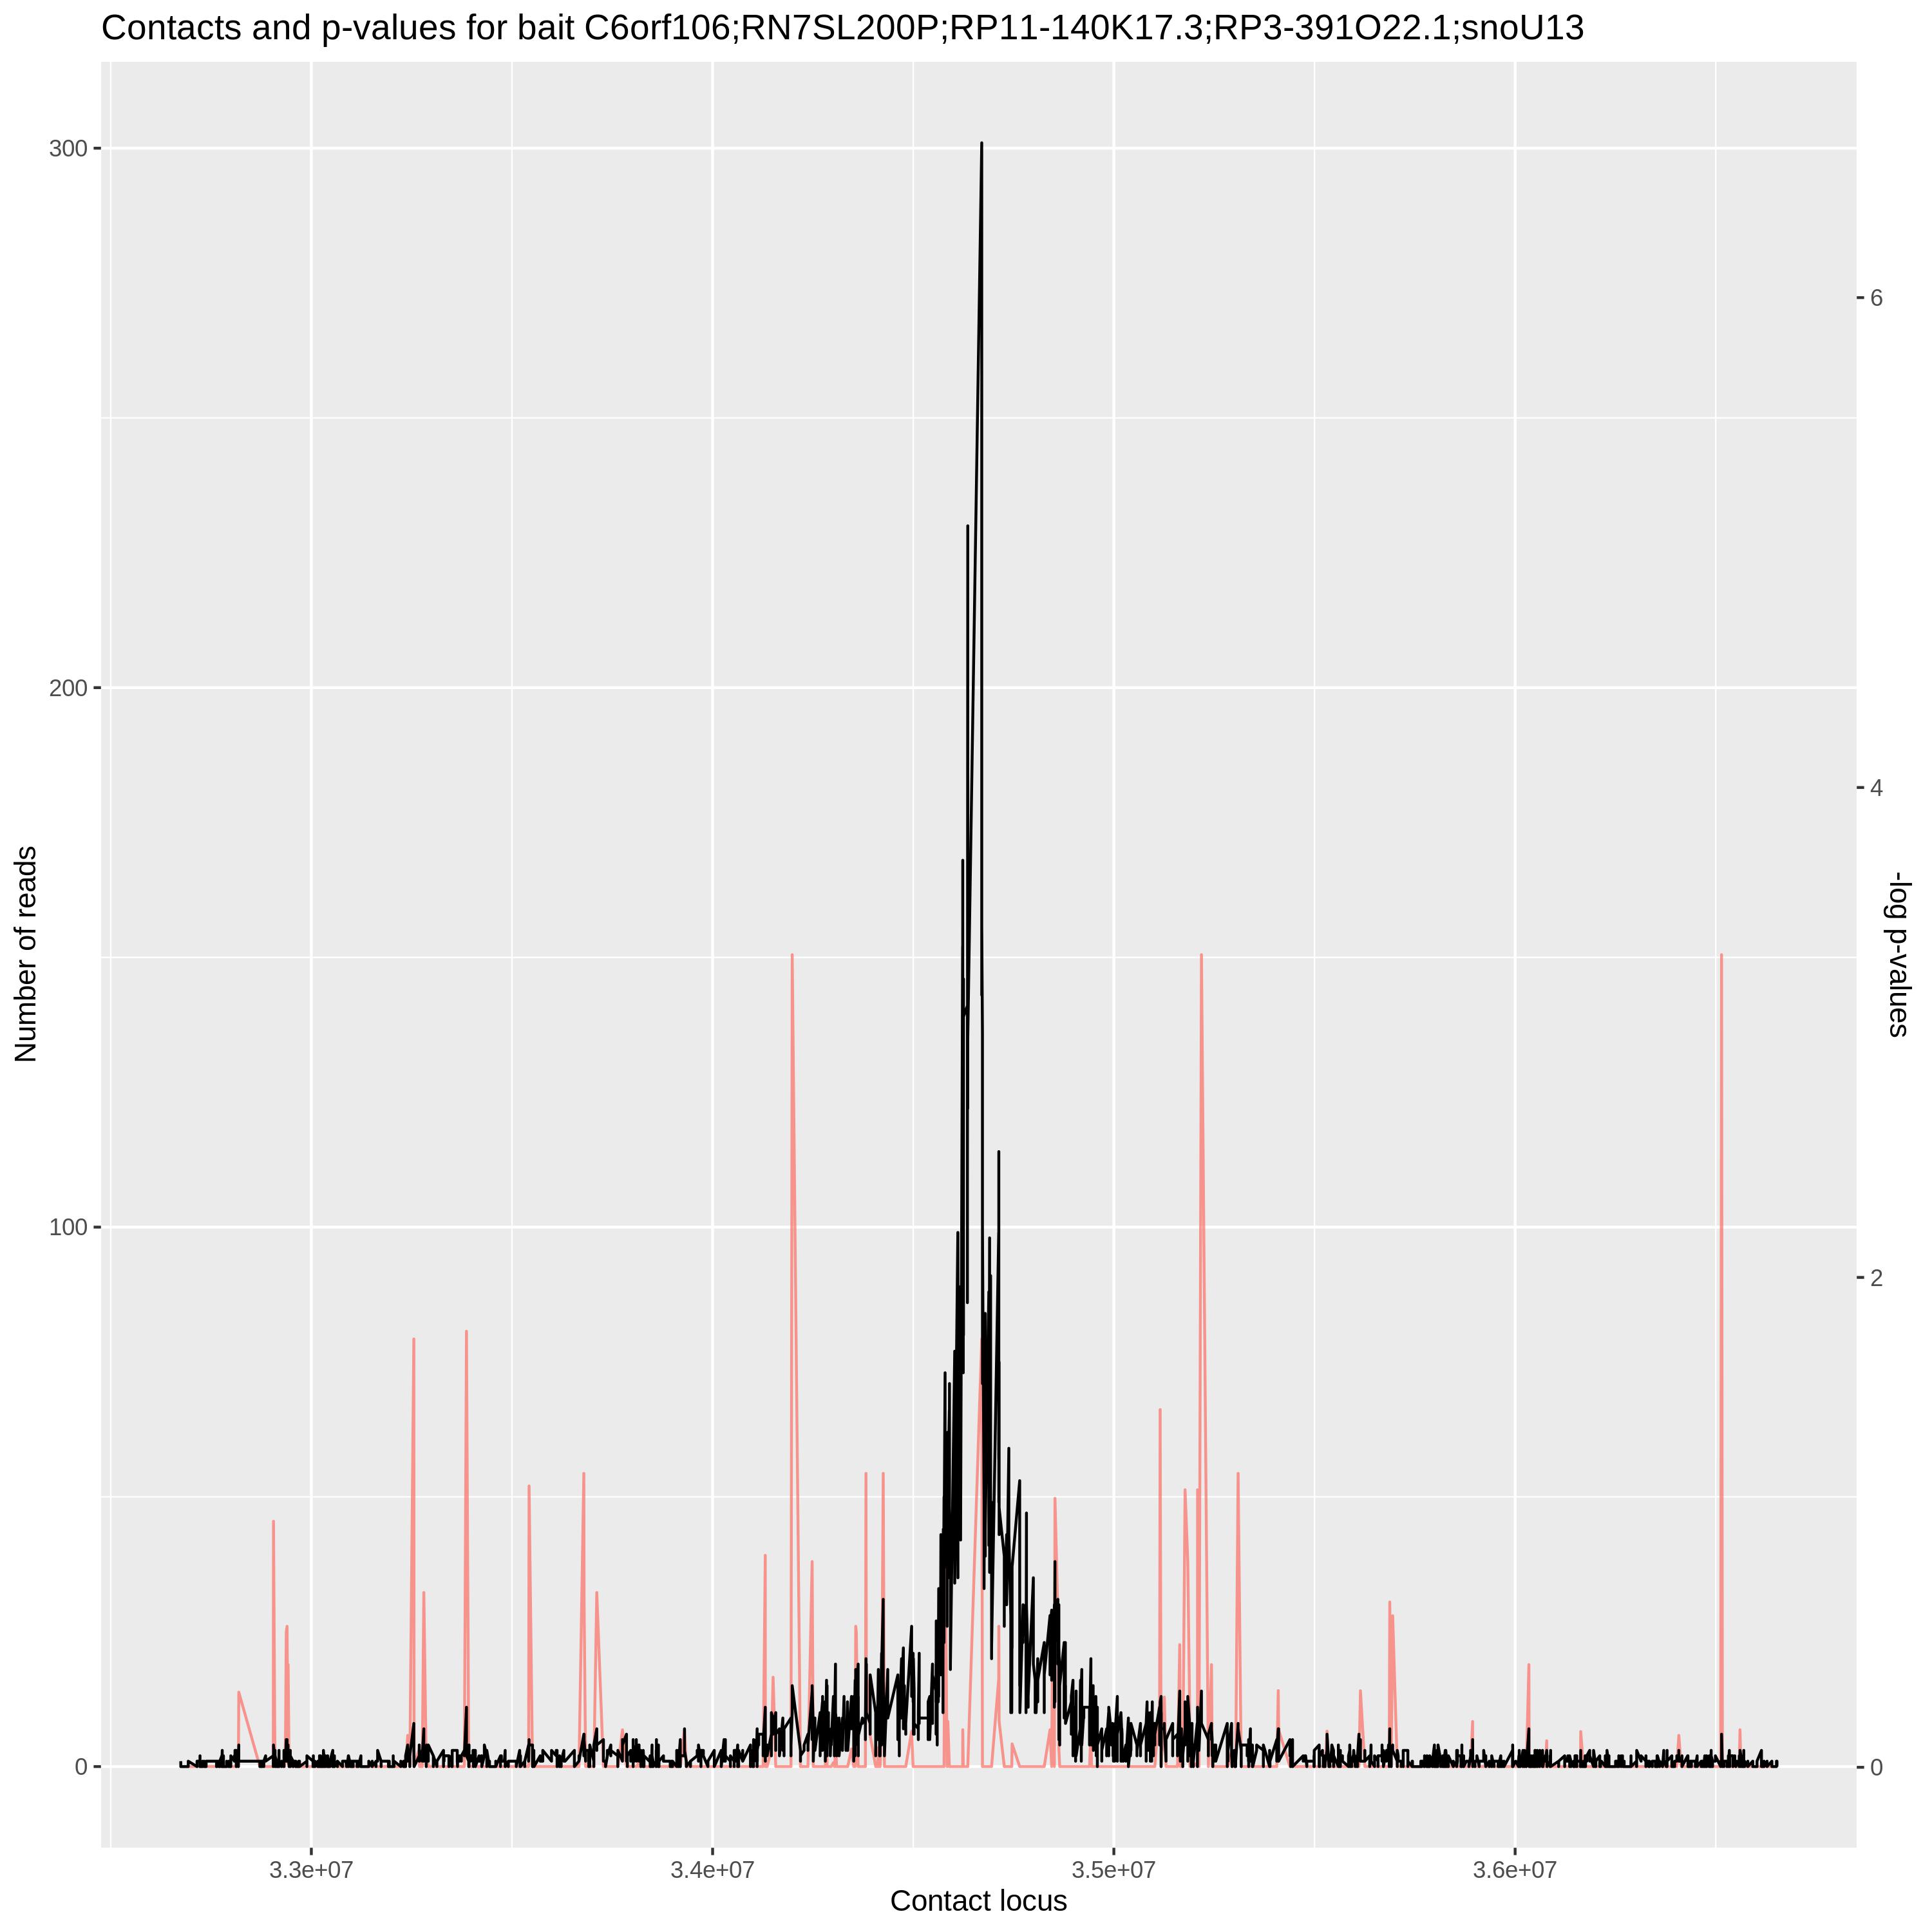 Contacts and p-values for bait C6orf106;RN7SL200P;RP11-140K17.3;RP3-391O22.1;snoU13
300
200
100
0
Number of reads
6
4
2
0
-log p-values
3.3e+07
3.4e+07
3.5e+07
3.6e+07
Contact locus